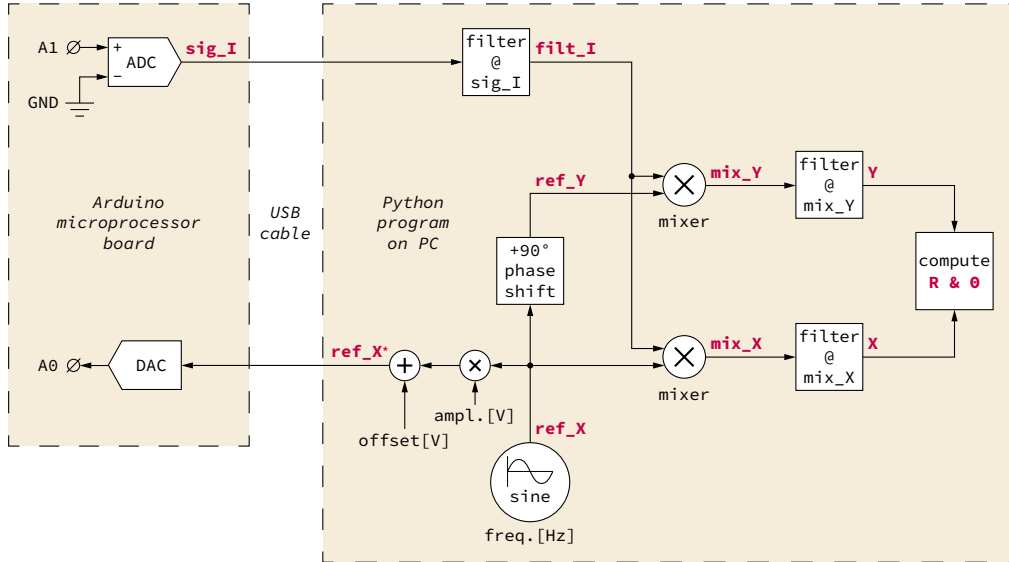 A1
+
−
ADC
GND
sig_I
filter
@
sig_I
filt_I
Arduino
microprocessor
board
USB
cable
Python
program
on PC
ref_Y
mixer
mix_Y
filter
@
mix_Y
Y
+90°
phase
shift
compute
R & θ
A0
DAC
ref_X*
+
×
ampl.[V]
offset[V]
ref_X
mixer
mix_X
filter
@
mix_X
X
sine
freq.[Hz]